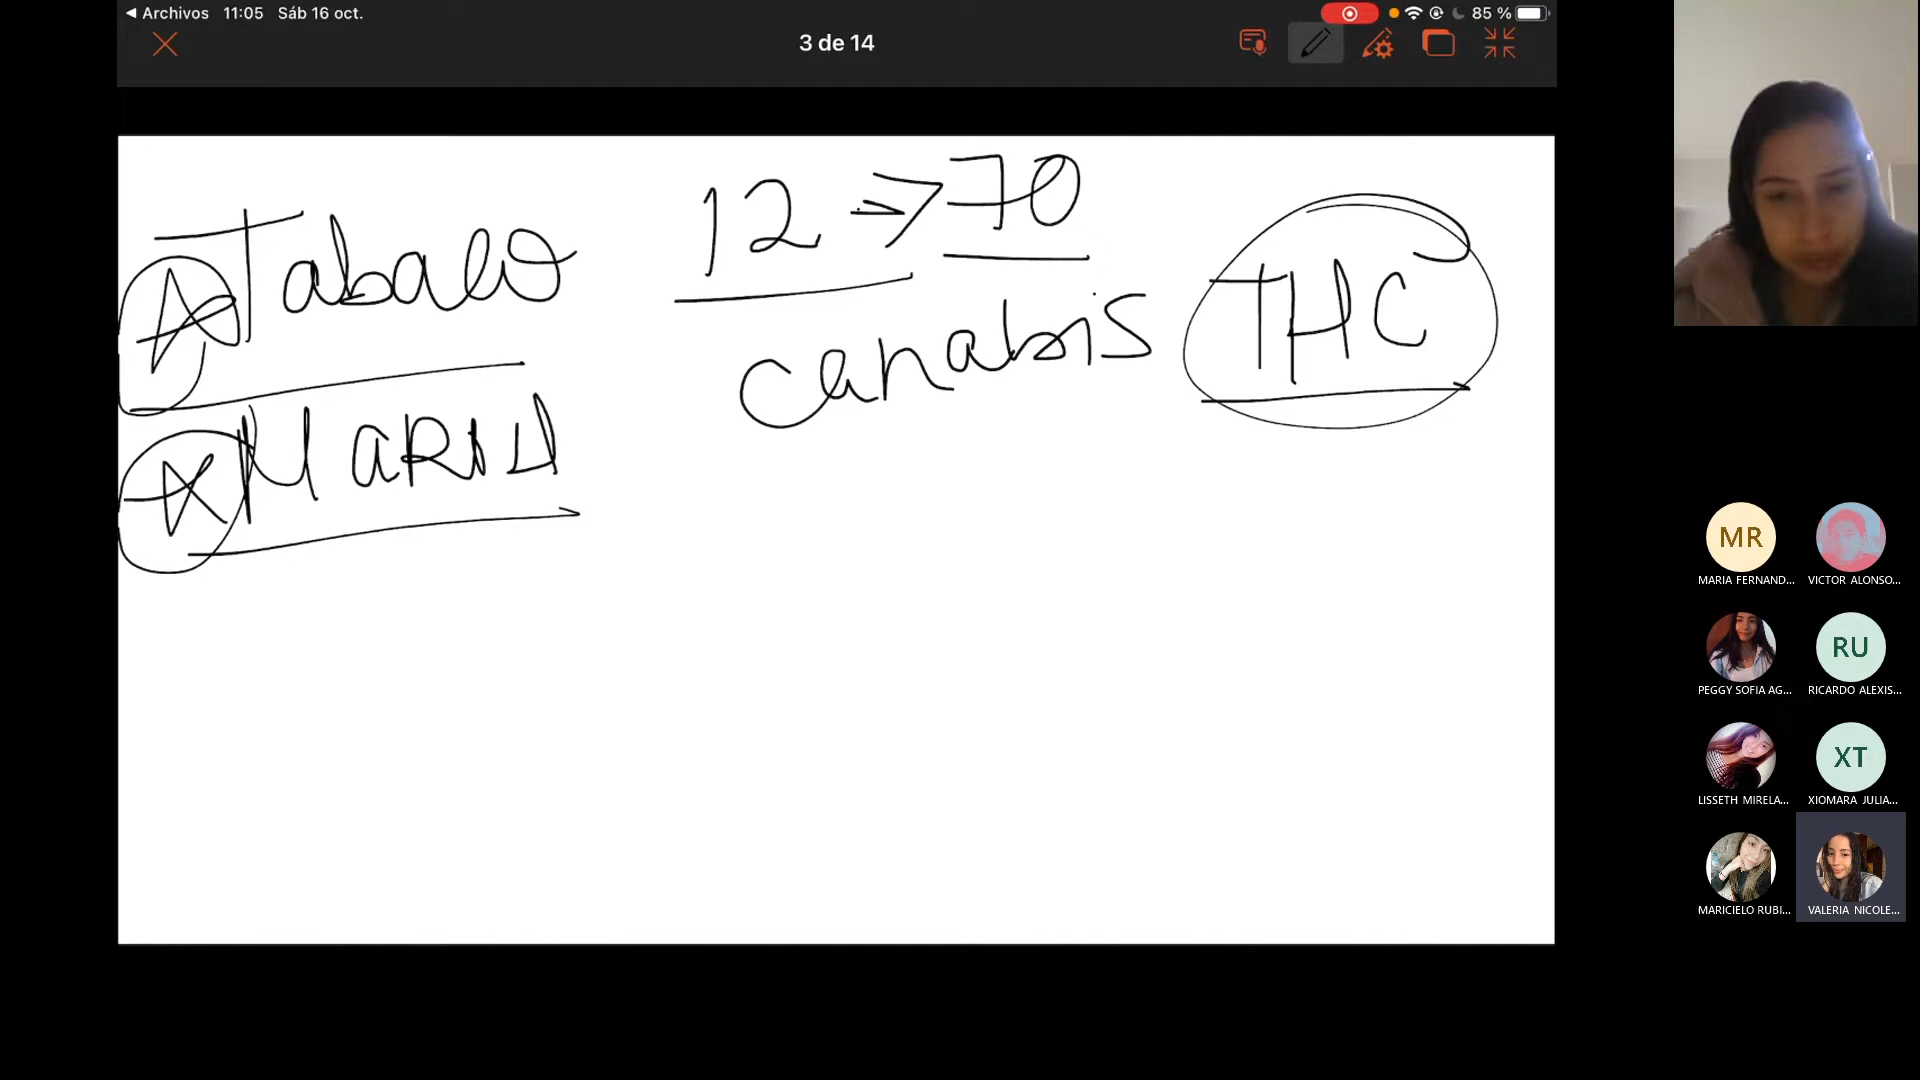 ◀ Archivos 11:05 Sáb 16 oct. 85 %
3 de 14
Tabaco 12 => 70
canabis THC
MARIH
MR
MARIA FERNAND... VICTOR ALONSO...
RU
PEGGY SOFIA AG... RICARDO ALEXIS...
XT
LISSETH MIRELA... XIOMARA JULIA...
MARICIELO RUBI... VALERIA NICOLE...